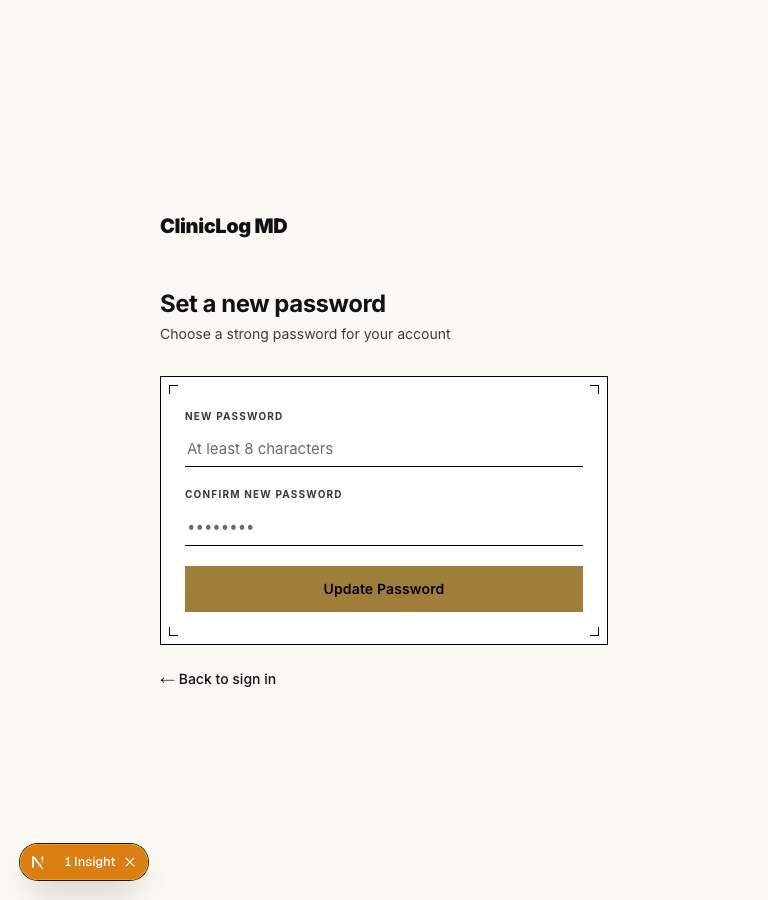 ClinicLog MD
Set a new password
Choose a strong password for your account
NEW PASSWORD
At least 8 characters
CONFIRM NEW PASSWORD
••••••••
Update Password
← Back to sign in
1 Insight